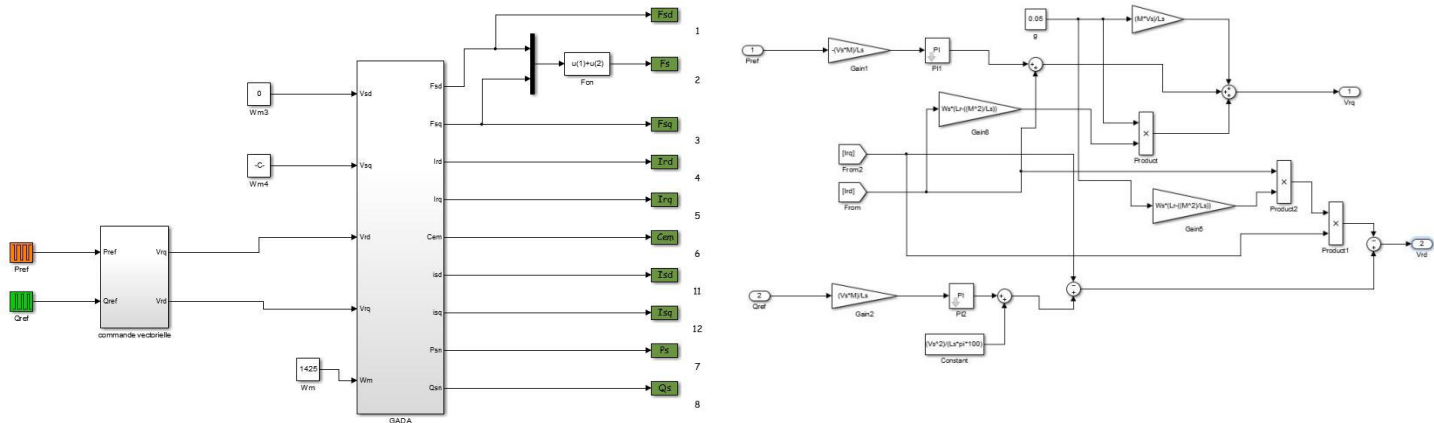 Fsd
1
Fs
2
u(1)+u(2)
Fcn
0
Wm3
Vsd
Fsd
Fsq
Fsq
3
-C-
Wm4
Vsq
Ird
Ird
4
Irq
Irq
5
Pref
Pref
Vrq
Vrd
Cem
Cem
6
Qref
Qref
Vrd
commande vectorielle
isd
Isd
11
Vrq
isq
Isq
12
Psn
Ps
7
1425
Wm
Wm
Qsn
Qs
8
GADA
0.05
g
(M*Vs)/Ls
1
Pref
-(Vs*M)/Ls
Gain1
PI
PI1
1
Vrq
Ws*(Lr-((M^2)/Ls))
Gain6
×
Product
[Irq]
From2
[Ird]
From
Ws*(Lr-((M^2)/Ls))
Gain5
×
Product2
×
Product1
2
Vrd
2
Qref
(Vs*M)/Ls
Gain2
PI
PI2
(Vs^2)/(Ls*pi*100)
Constant